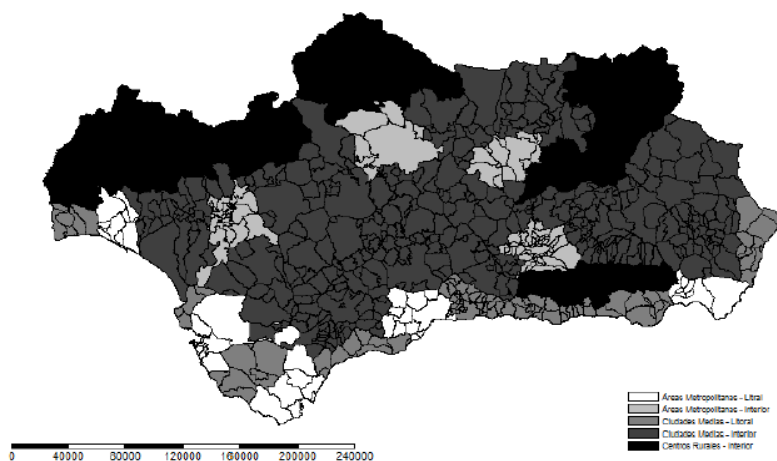 Áreas Metropolitanas - Litral
Áreas Metropolitanas - Interior
Ciudades Medias - Litoral
Ciudades Medias - Interior
Centros Rurales - Interior
0 40000 80000 120000 160000 200000 240000